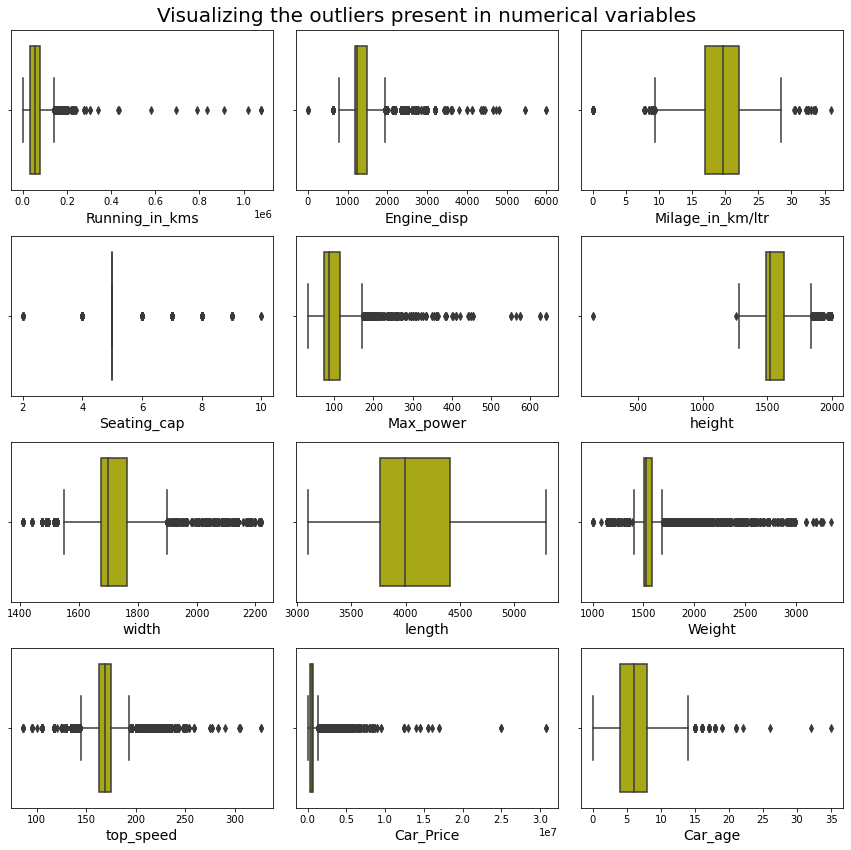 Visualizing the outliers present in numerical variables
0.0 0.2 0.4 0.6 0.8 1.0
1e6
Running_in_kms
0 1000 2000 3000 4000 5000 6000
Engine_disp
0 5 10 15 20 25 30 35
Milage_in_km/ltr
2 4 6 8 10
Seating_cap
100 200 300 400 500 600
Max_power
500 1000 1500 2000
height
1400 1600 1800 2000 2200
width
3000 3500 4000 4500 5000
length
1000 1500 2000 2500 3000
Weight
100 150 200 250 300
top_speed
0.0 0.5 1.0 1.5 2.0 2.5 3.0
1e7
Car_Price
0 5 10 15 20 25 30 35
Car_age